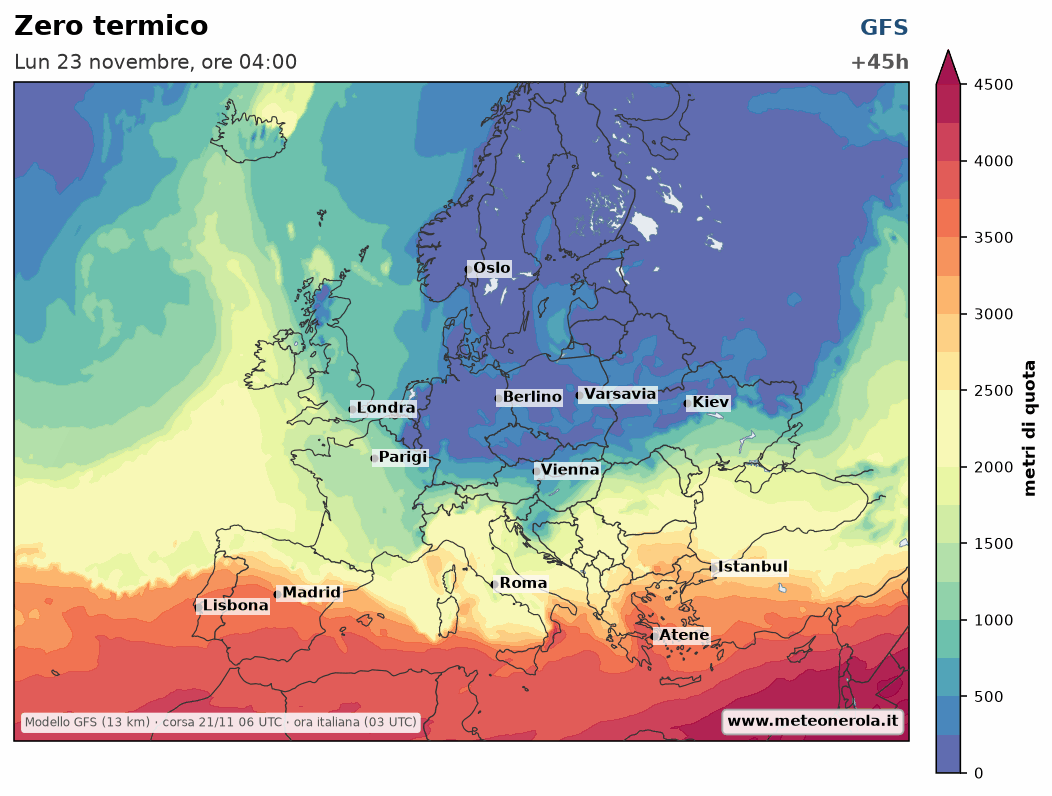 Zero termico
GFS
Lun 23 novembre, ore 04:00
+45h
4500
4000
3500
3000
2500
2000
1500
1000
500
0
metri di quota
Oslo
Berlino
Varsavia
Kiev
Londra
Parigi
Vienna
Istanbul
Roma
Madrid
Lisbona
Atene
Modello GFS (13 km) · corsa 21/11 06 UTC · ora italiana (03 UTC)
www.meteonerola.it